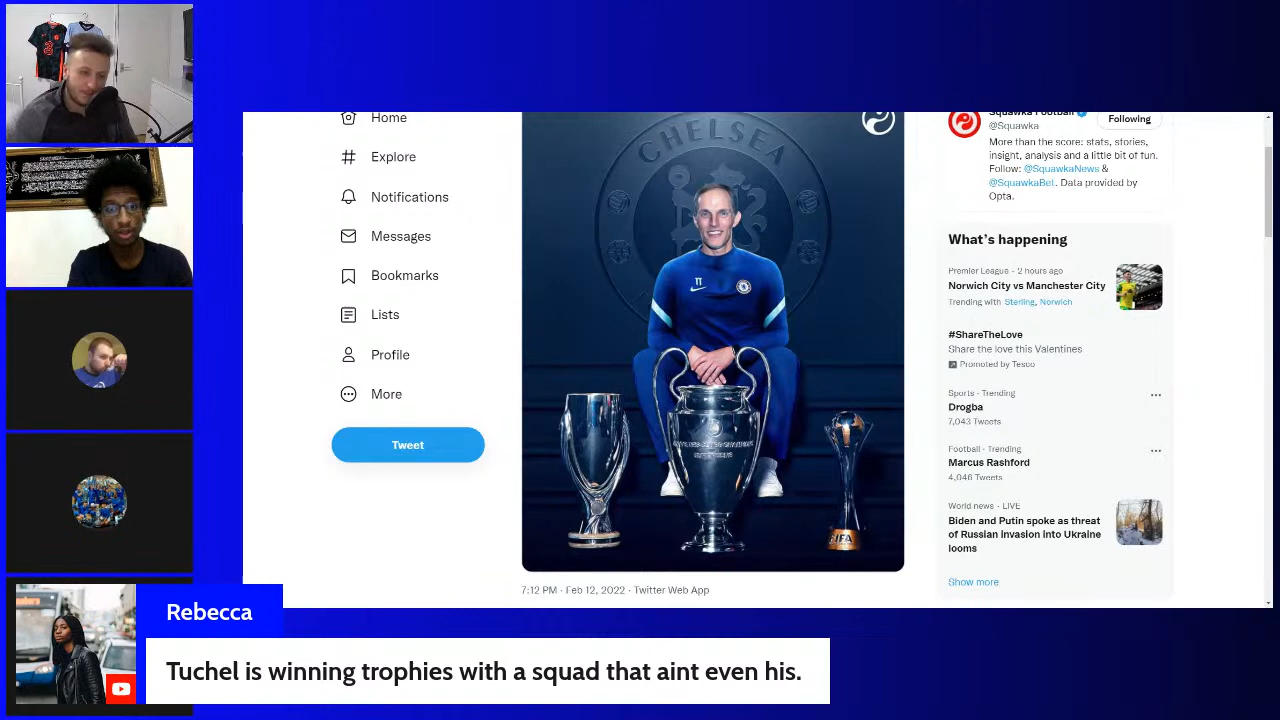 CHELSEA
TT
FIFA
Home
Explore
Notifications
Messages
Bookmarks
Lists
Profile
More
Tweet
7:12 PM · Feb 12, 2022 · Twitter Web App
Squawka Football
@Squawka
Following
More than the score: stats, stories,
insight, analysis and a little bit of fun.
Follow: @SquawkaNews &
@SquawkaBet. Data provided by
Opta.
What's happening
Premier League · 2 hours ago
Norwich City vs Manchester City
Trending with Sterling, Norwich
#ShareTheLove
Share the love this Valentines
Promoted by Tesco
Sports · Trending
Drogba
7,043 Tweets
Football · Trending
Marcus Rashford
4,046 Tweets
World news · LIVE
Biden and Putin spoke as threat
of Russian invasion into Ukraine
looms
Show more
Rebecca
Tuchel is winning trophies with a squad that aint even his.